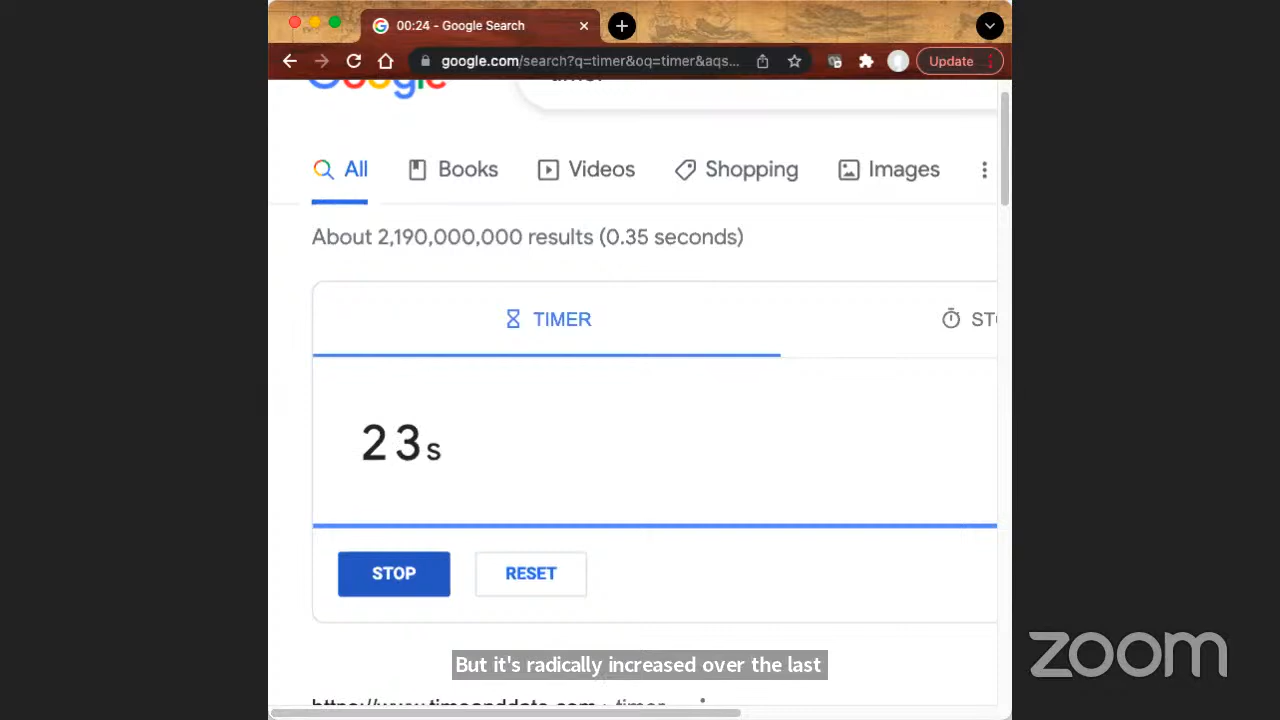 00:24 - Google Search
google.com/search?q=timer&oq=timer&aqs...
Update
Google
All
Books
Videos
Shopping
Images
About 2,190,000,000 results (0.35 seconds)
TIMER
23s
STOP
RESET
But it's radically increased over the last
zoom